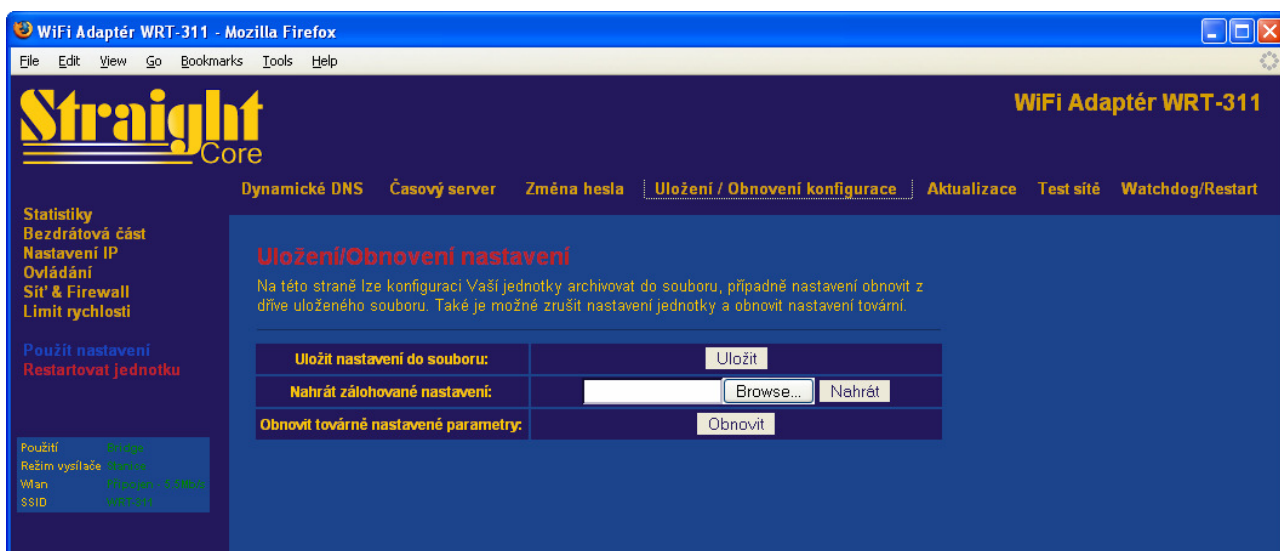 WiFi Adaptér WRT-311 - Mozilla Firefox
File Edit View Go Bookmarks Tools Help
Straight
Core
WiFi Adaptér WRT-311
Dynamické DNS Časový server Změna hesla Uložení / Obnovení konfigurace Aktualizace Test sítě Watchdog/Restart
Statistiky
Bezdrátová část
Nastavení IP
Ovládání
Síť & Firewall
Limit rychlosti
Použít nastavení
Restartovat jednotku
Uložení/Obnovení nastavení
Na této straně lze konfiguraci Vaší jednotky archivovat do souboru, případně nastavení obnovit z
dříve uloženého souboru. Také je možné zrušit nastavení jednotky a obnovit nastavení tovární.
Uložit nastavení do souboru: Uložit
Nahrát zálohované nastavení: Browse... Nahrát
Obnovit továrně nastavené parametry: Obnovit
Použití Bridge
Režim vysílače Stanice
Wlan Připojen - 5.5Mb/s
SSID WRT-311